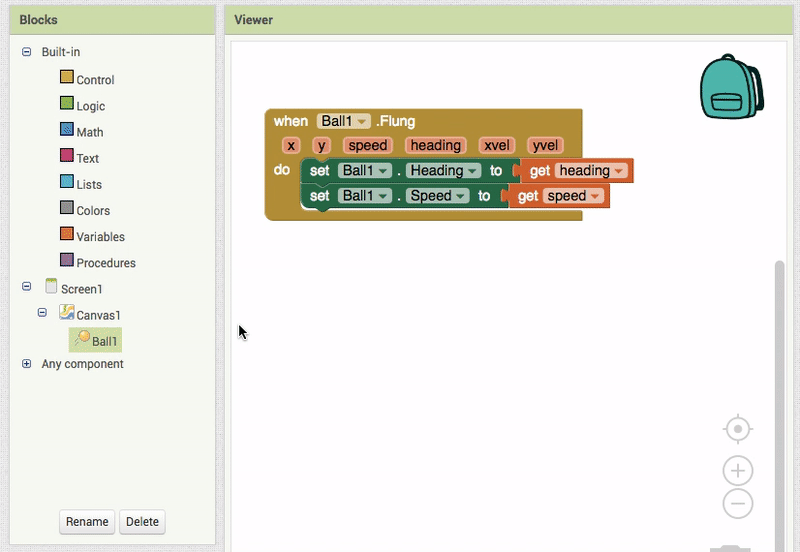 Blocks
Viewer
Built-in
Control
Logic
Math
Text
Lists
Colors
Variables
Procedures
Screen1
Canvas1
Ball1
Any component
Rename Delete
when Ball1 .Flung
x y speed heading xvel yvel
do set Ball1 . Heading to get heading
set Ball1 . Speed to get speed